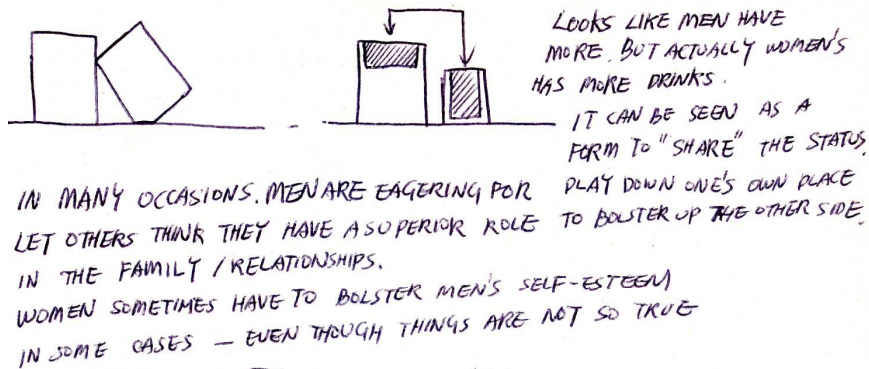 LOOKS LIKE MEN HAVE
MORE. BUT ACTUALLY WOMEN'S
HAS MORE DRINKS.
IT CAN BE SEEN AS A
FORM TO "SHARE" THE STATUS.
PLAY DOWN ONE'S OWN PLACE
TO BOLSTER UP THE OTHER SIDE.
IN MANY OCCASIONS. MEN ARE EAGERING FOR
LET OTHERS THINK THEY HAVE A SUPERIOR ROLE
IN THE FAMILY / RELATIONSHIPS.
WOMEN SOMETIMES HAVE TO BOLSTER MEN'S SELF-ESTEEM
IN SOME CASES — EVEN THOUGH THINGS ARE NOT SO TRUE